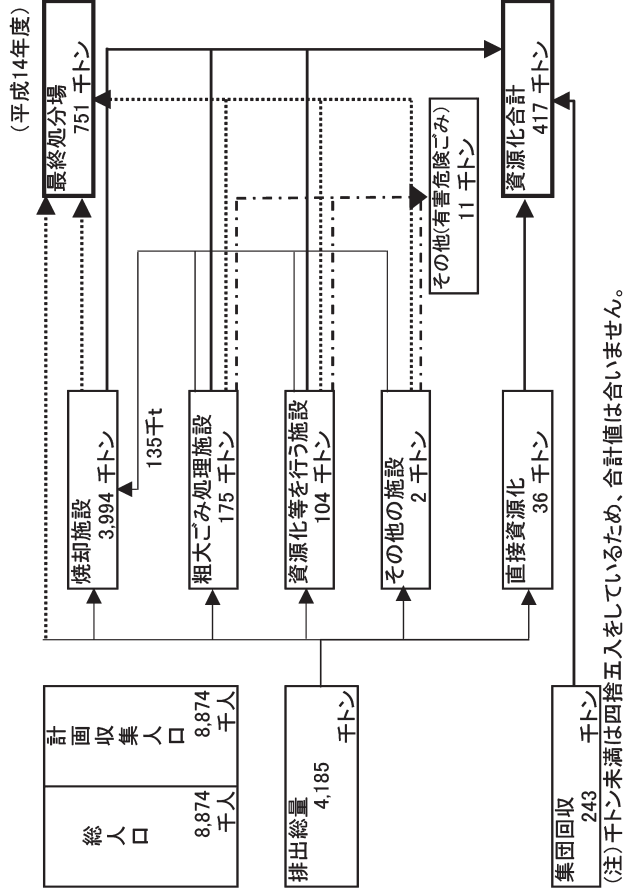 (平成14年度)
総人口
8,874
千人
計画収集人口
8,874
千人
排出総量
4,185
千トン
集団回収
243 千トン
焼却施設
3,994 千トン
135千t
粗大ごみ処理施設
175 千トン
資源化等を行う施設
104 千トン
その他の施設
2 千トン
直接資源化
36 千トン
最終処分場
751 千トン
その他(有害危険ごみ)
11 千トン
資源化合計
417 千トン
(注)千トン未満は四捨五入をしているため、合計値は合いません。